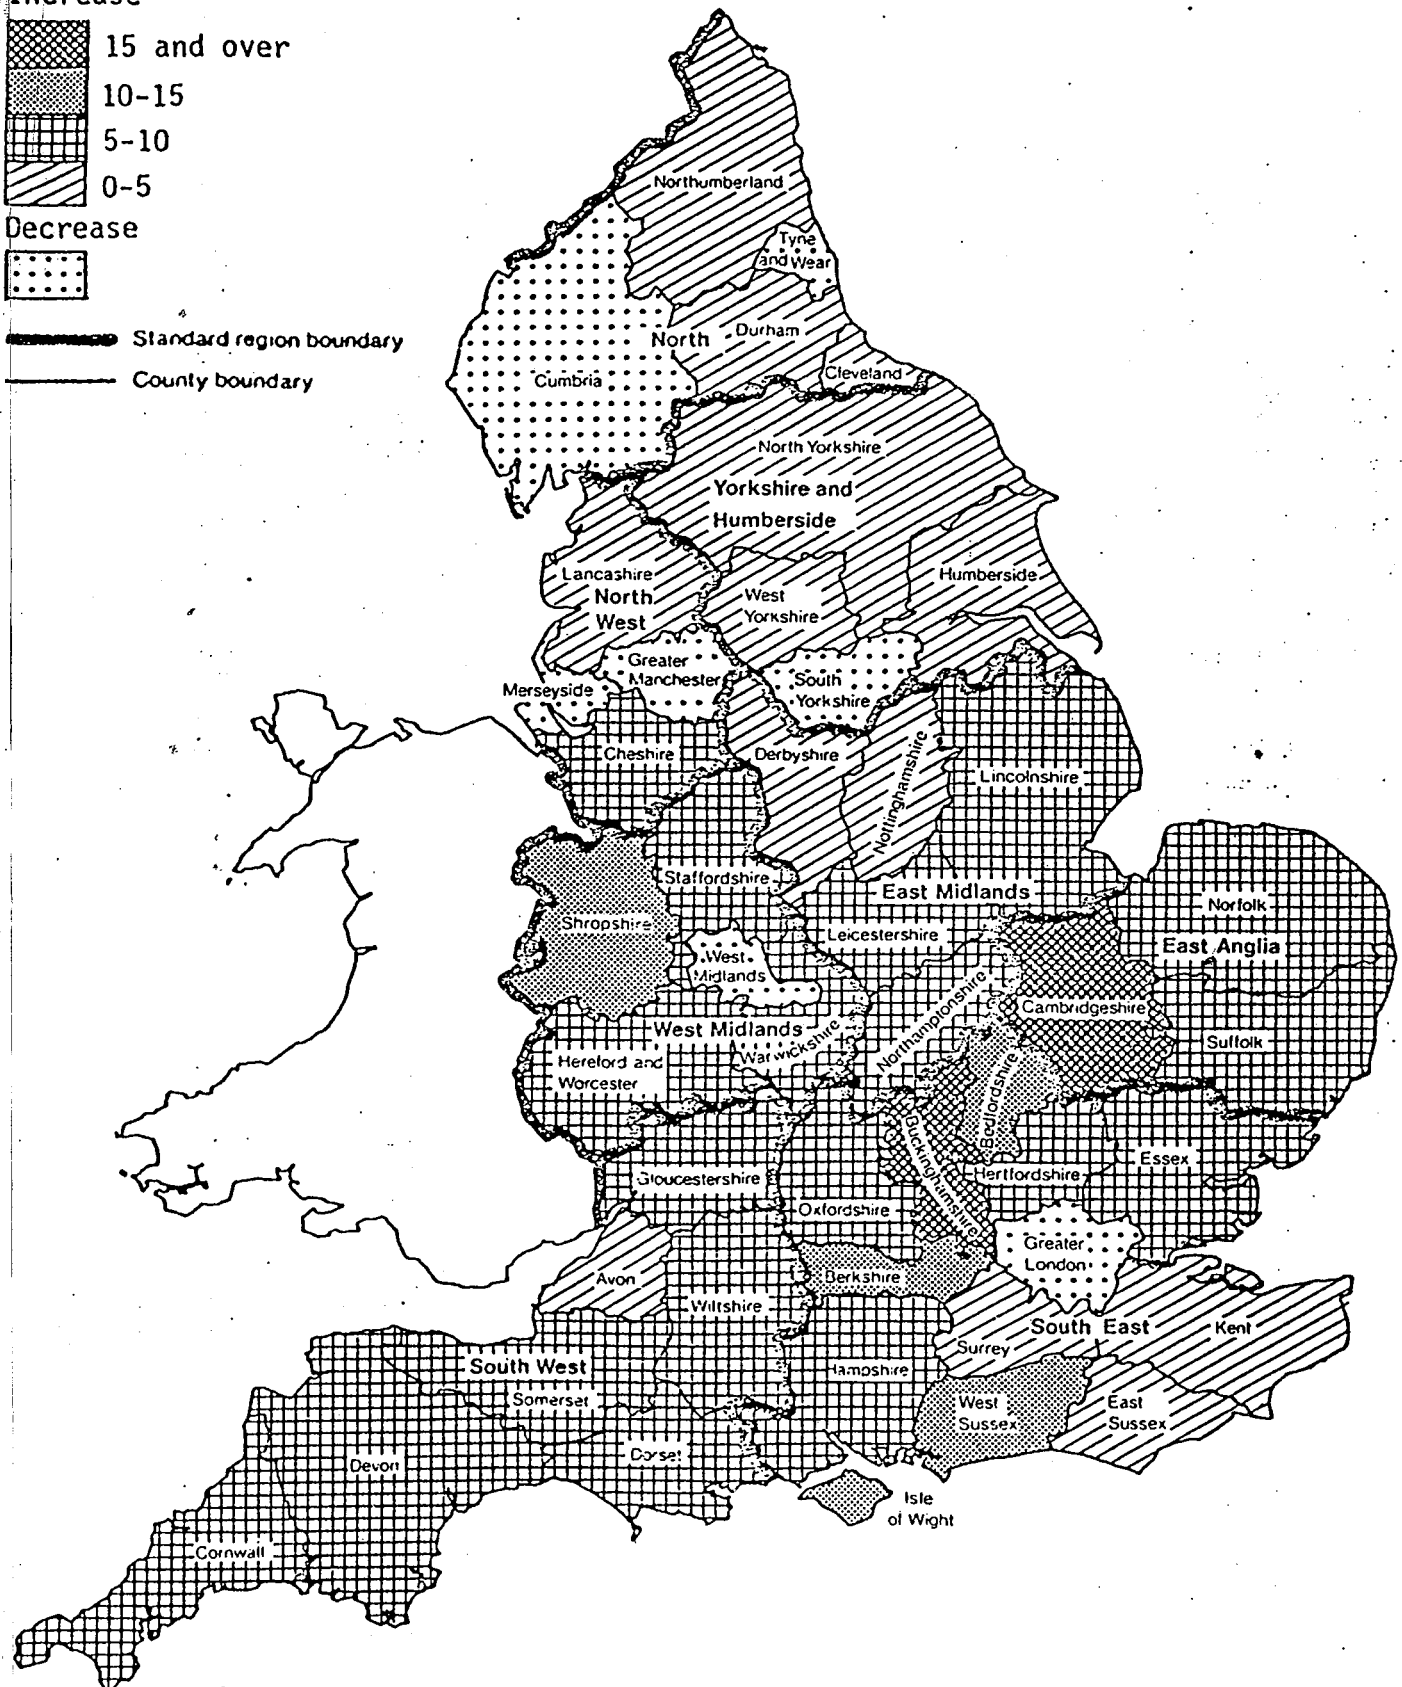 Increase
15 and over
10-15
5-10
0-5
Decrease
Standard region boundary
County boundary
Northumberland
Tyne
and Wear
North
Durham
Cleveland
Cumbria
North Yorkshire
Yorkshire and
Humberside
Lancashire
North
West
West
Yorkshire
Humberside
Greater
Manchester
Merseyside
South
Yorkshire
Cheshire
Derbyshire
Nottinghamshire
Lincolnshire
Staffordshire
East Midlands
Norfolk
Shropshire
Leicestershire
East Anglia
West
Midlands
Northamptonshire
Cambridgeshire
West Midlands
Warwickshire
Suffolk
Hereford and
Worcester
Bedfordshire
Buckinghamshire
Essex
Gloucestershire
Hertfordshire
Oxfordshire
Greater
London
Avon
Berkshire
Wiltshire
South East
Kent
Surrey
South West
Hampshire
Somerset
West
Sussex
East
Sussex
Devon
Dorset
Isle
of Wight
Cornwall